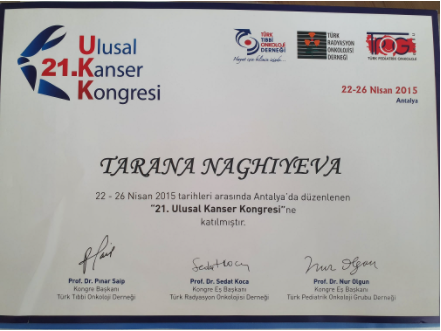 Ulusal
21. Kanser
Kongresi
TÜRK
TIBBİ
ONKOLOJİ
DERNEĞİ
TÜRK
RADYASYON
ONKOLOJİSİ
DERNEĞİ
22-26 Nisan 2015
Antalya
TARANA NAGHIYEVA
22 - 26 Nisan 2015 tarihleri arasında Antalya'da düzenlenen
"21. Ulusal Kanser Kongresi"ne
katılmıştır.
Prof. Dr. Pınar Saip
Kongre Başkanı
Türk Tıbbi Onkoloji Derneği
Prof. Dr. Sedat Koca
Kongre Eş Başkanı
Türk Radyasyon Onkolojisi Derneği
Prof. Dr. Nur Olgun
Kongre Eş Başkanı
Türk Pediatrik Onkoloji Grubu Derneği